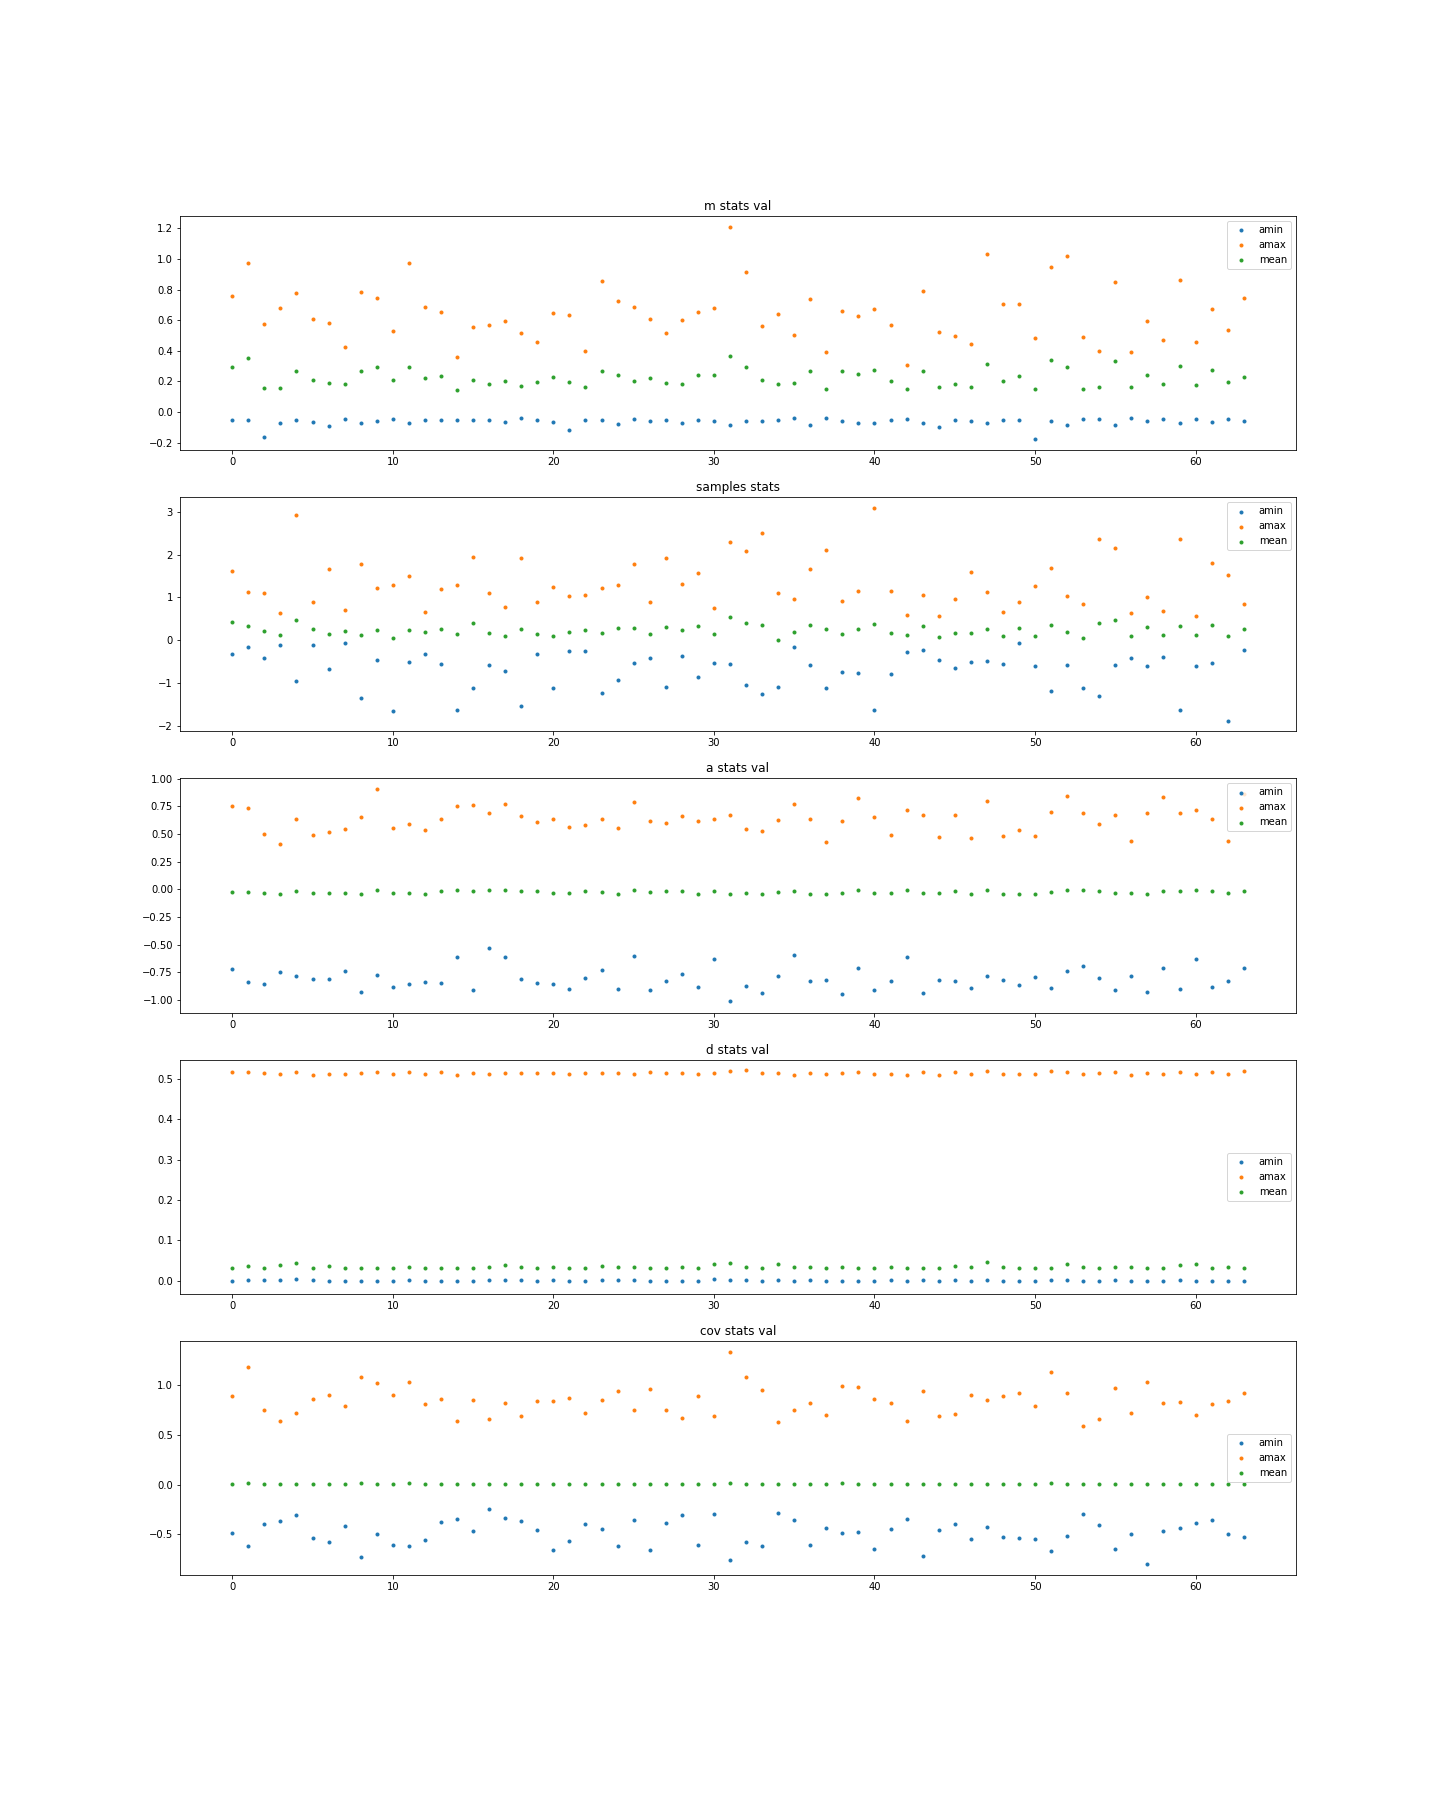 m stats val
1.2
1.0
0.8
0.6
0.4
0.2
0.0
−0.2
0 10 20 30 40 50 60
amin
amax
mean
samples stats
3
2
1
0
−1
−2
0 10 20 30 40 50 60
amin
amax
mean
a stats val
1.00
0.75
0.50
0.25
0.00
−0.25
−0.50
−0.75
−1.00
0 10 20 30 40 50 60
amin
amax
mean
d stats val
0.5
0.4
0.3
0.2
0.1
0.0
0 10 20 30 40 50 60
amin
amax
mean
cov stats val
1.0
0.5
0.0
−0.5
0 10 20 30 40 50 60
amin
amax
mean